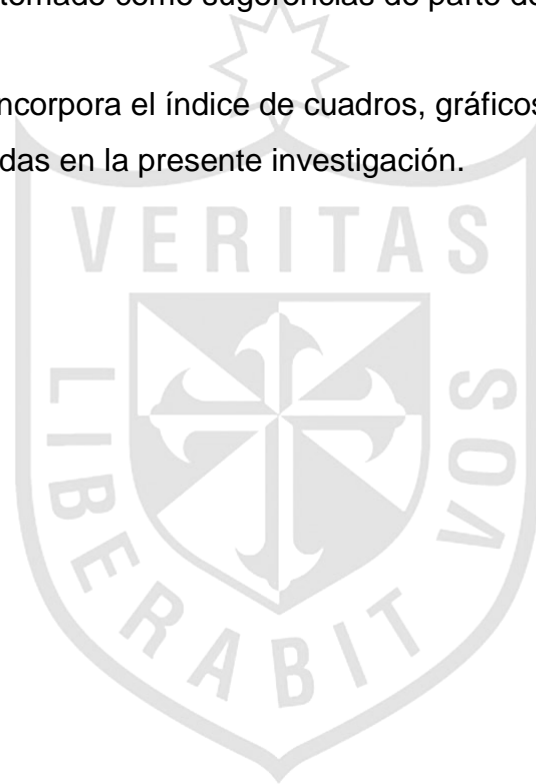 tomado como sugerencias de parte de
ncorpora el índice de cuadros, gráficos
das en la presente investigación.
VERITAS
LIBERABIT VOS